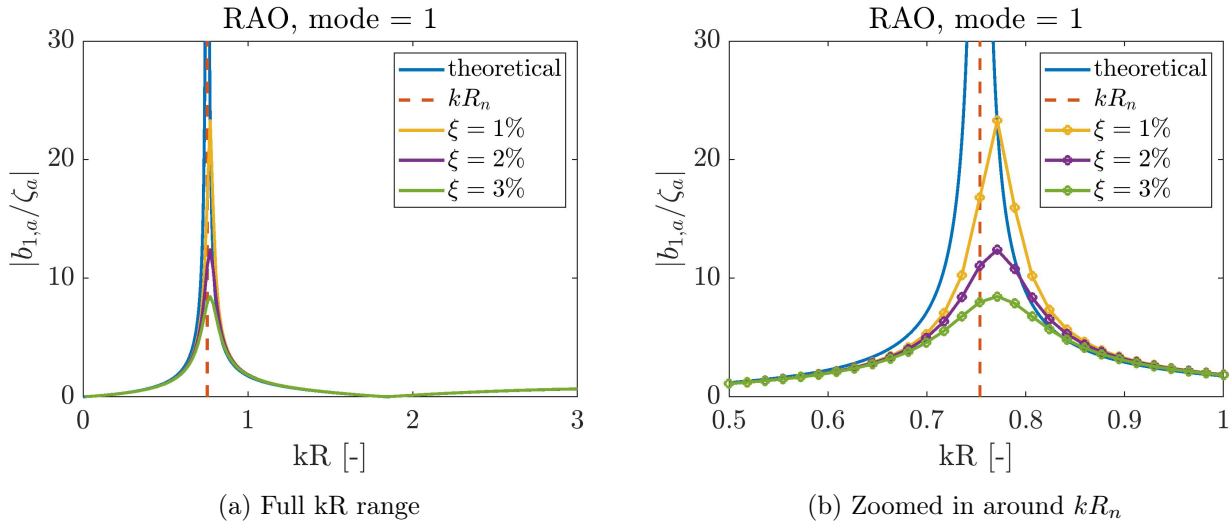 RAO, mode = 1
30
20
10
0
|b₁,ₐ/ζₐ|
theoretical
kRₙ
ξ = 1%
ξ = 2%
ξ = 3%
0 1 2 3
kR [-]
(a) Full kR range
RAO, mode = 1
30
20
10
0
|b₁,ₐ/ζₐ|
theoretical
kRₙ
ξ = 1%
ξ = 2%
ξ = 3%
0.5 0.6 0.7 0.8 0.9 1
kR [-]
(b) Zoomed in around kRₙ